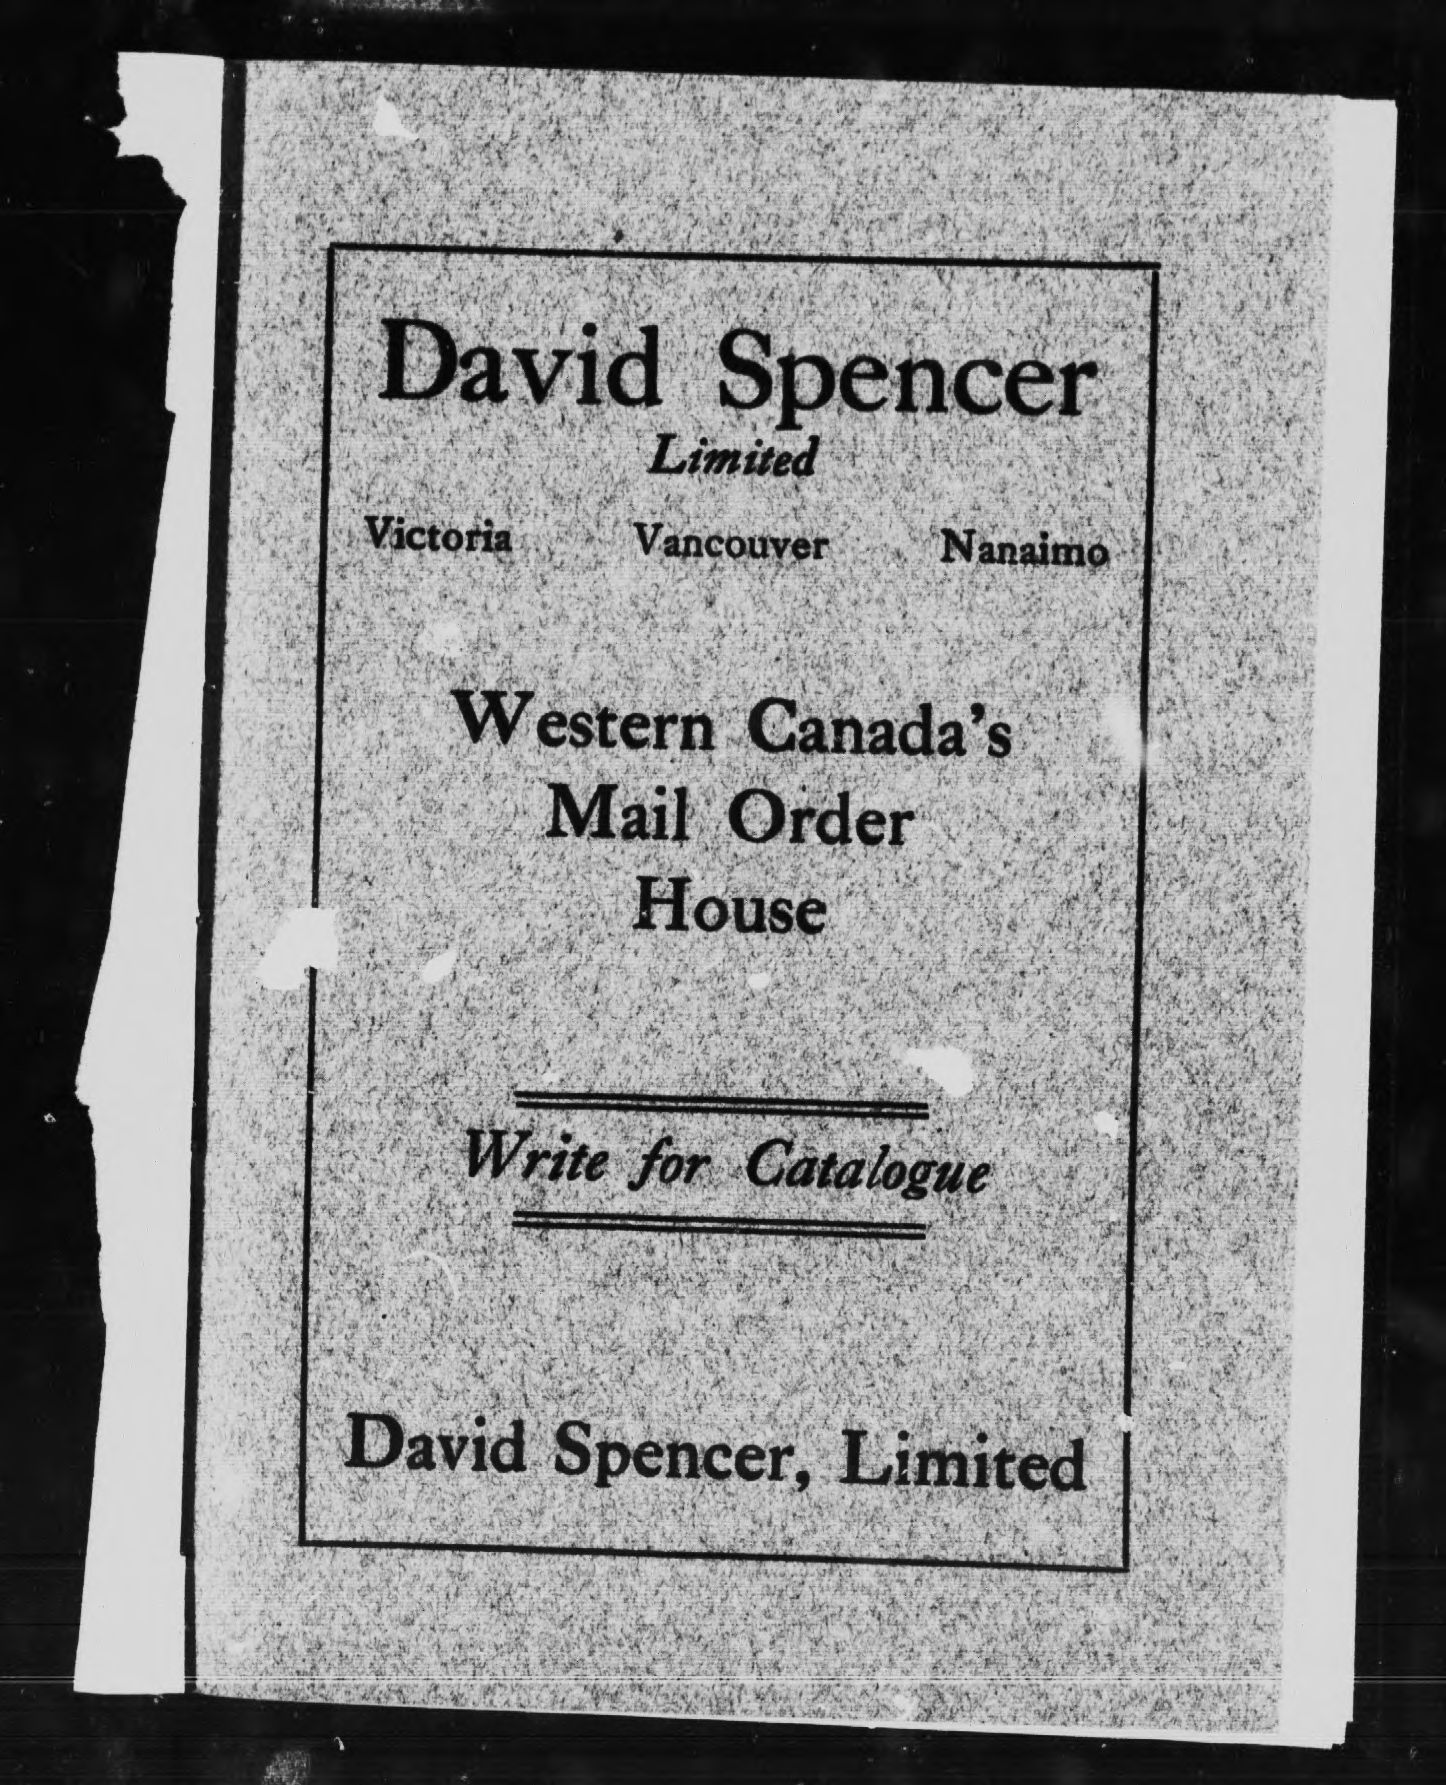 David Spencer
Limited
Victoria Vancouver Nanaimo
Western Canada's
Mail Order
House
Write for Catalogue
David Spencer, Limited